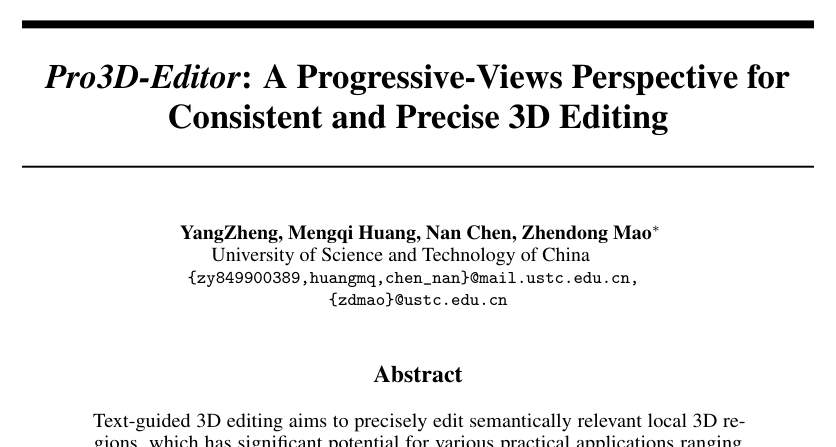 Pro3D-Editor: A Progressive-Views Perspective for
Consistent and Precise 3D Editing
YangZheng, Mengqi Huang, Nan Chen, Zhendong Mao*
University of Science and Technology of China
{zy849900389,huangmq,chen_nan}@mail.ustc.edu.cn,
{zdmao}@ustc.edu.cn
Abstract
Text-guided 3D editing aims to precisely edit semantically relevant local 3D re-
gions, which has significant potential for various practical applications ranging